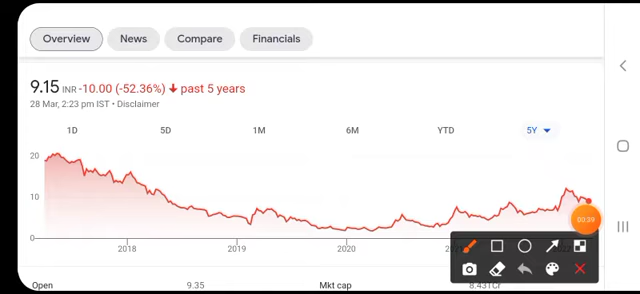 Overview News Compare Financials
9.15 INR -10.00 (-52.36%) past 5 years
28 Mar, 2:23 pm IST • Disclaimer
1D 5D 1M 6M YTD 5Y
20
10
0
2018 2019 2020
00:39
Open 9.35 Mkt cap